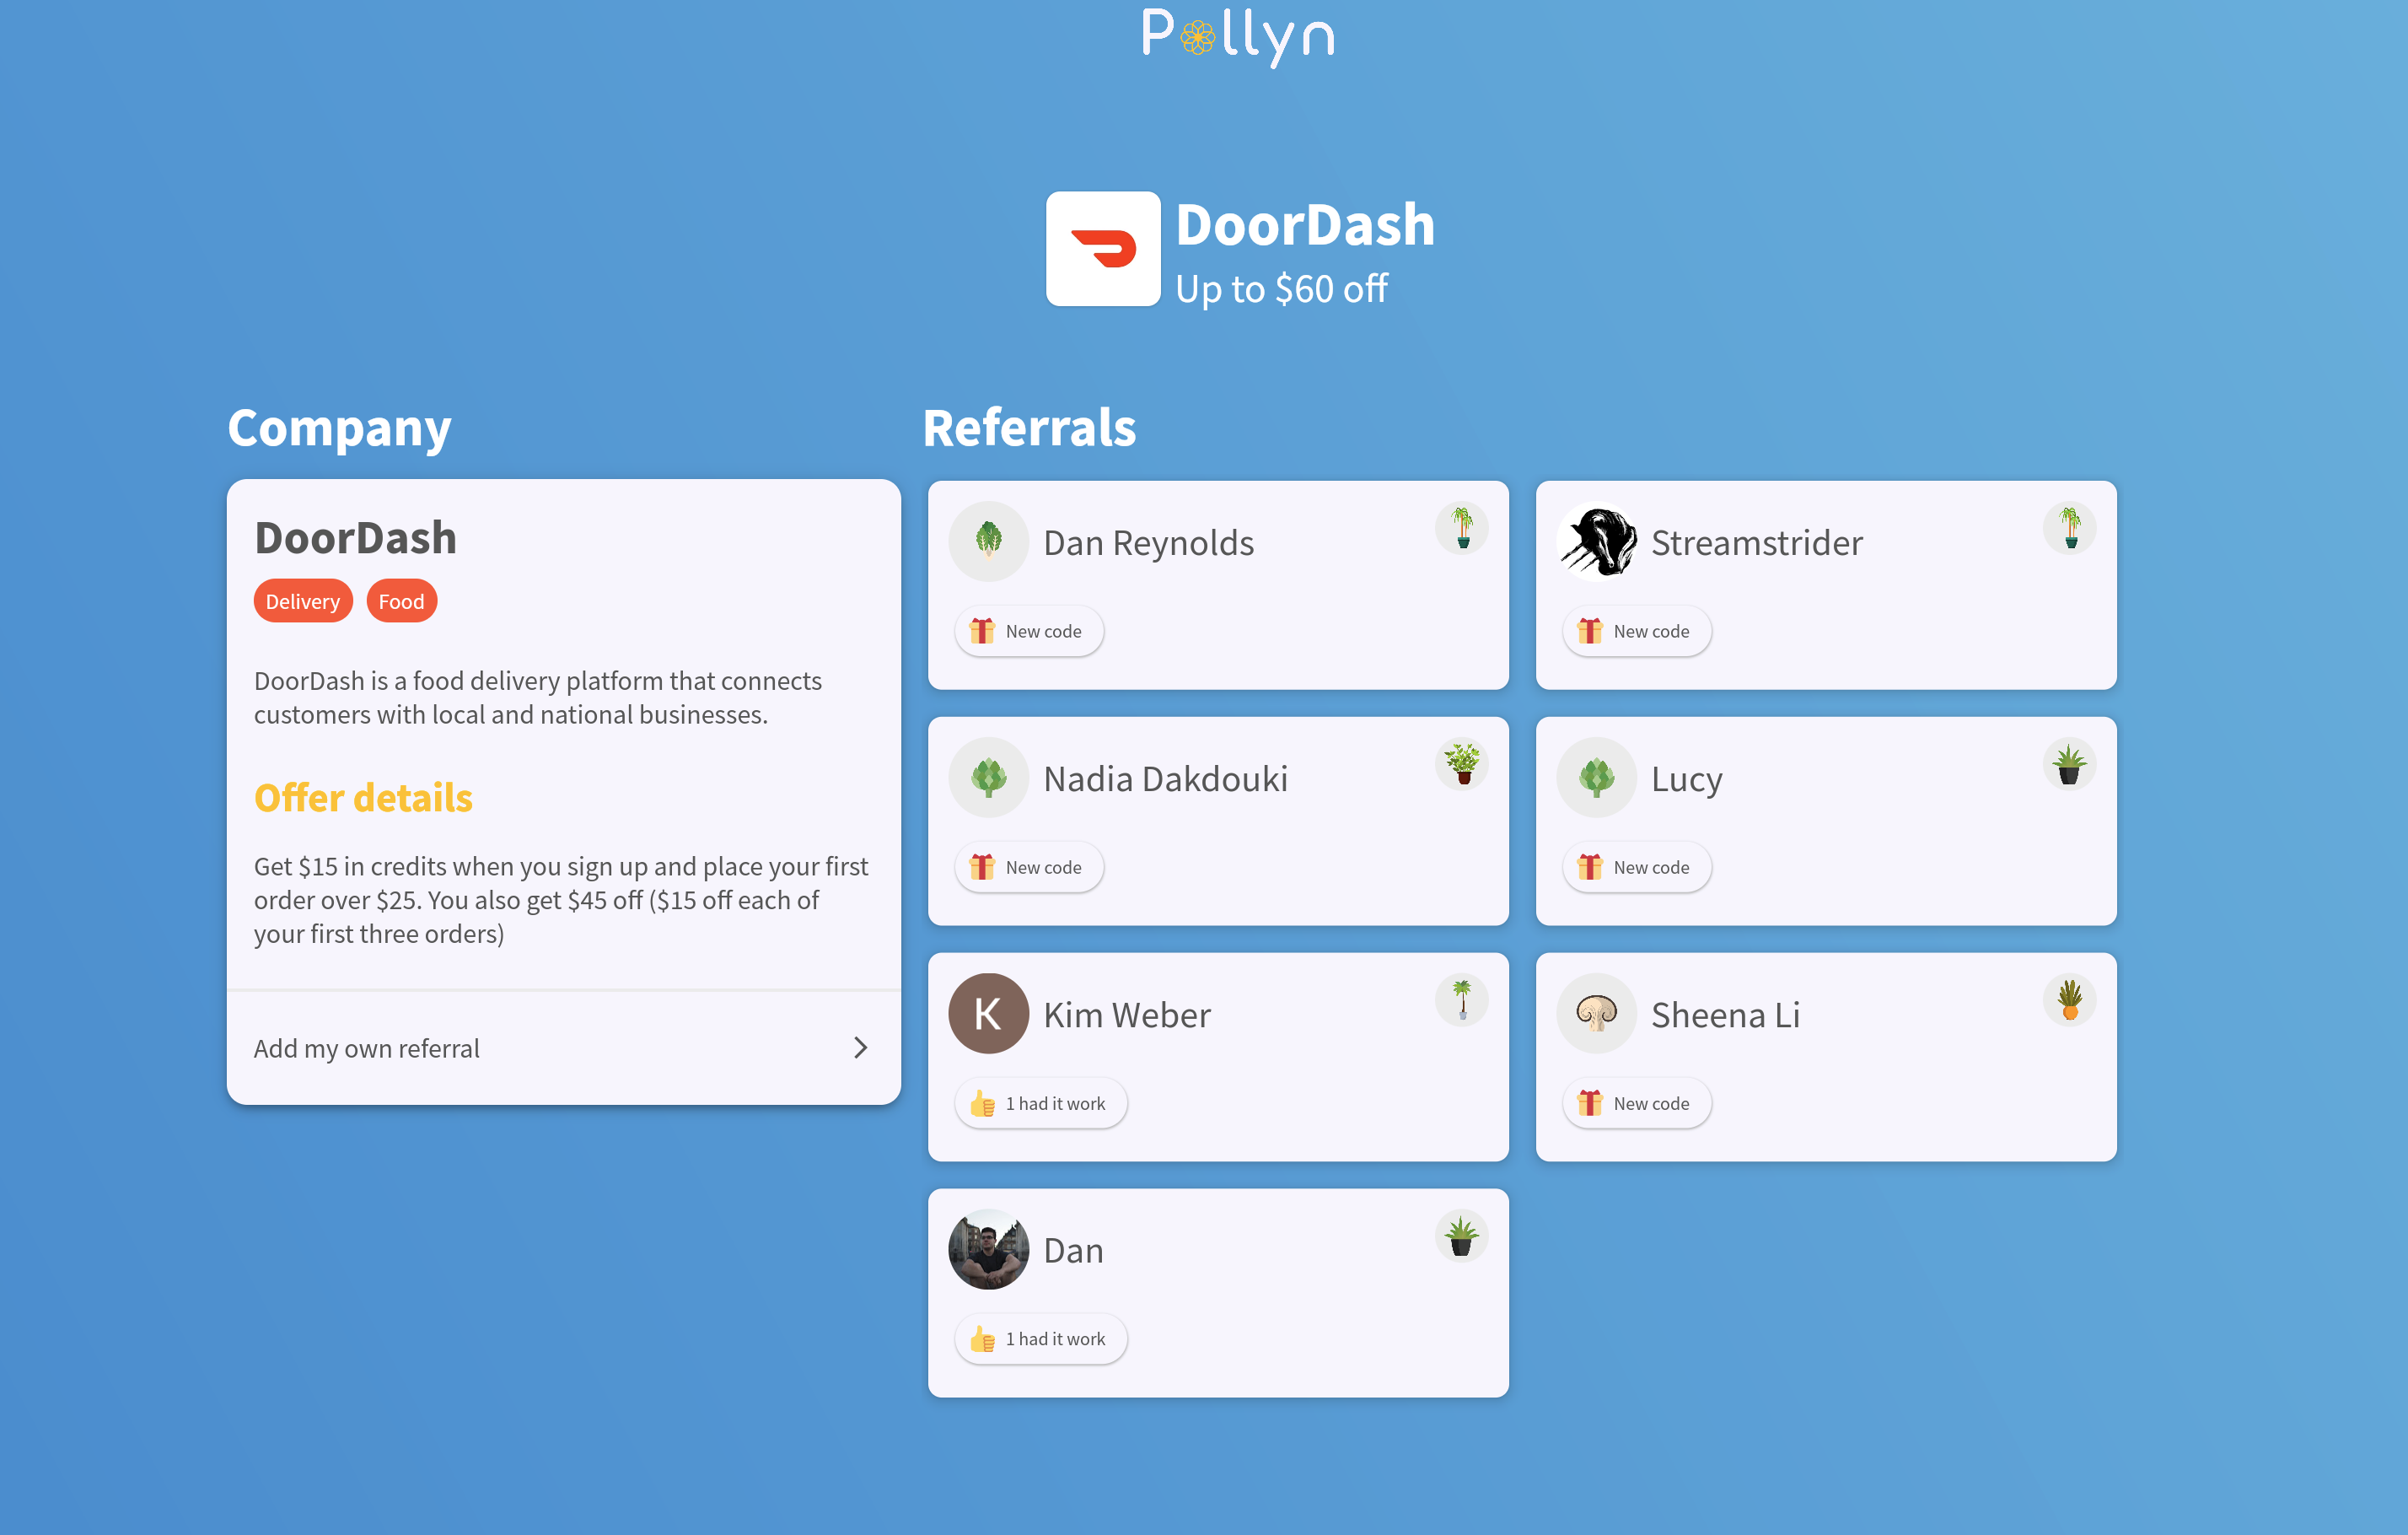 Pollyn
DoorDash
Up to $60 off
Company
DoorDash
Delivery
Food
DoorDash is a food delivery platform that connects
customers with local and national businesses.
Offer details
Get $15 in credits when you sign up and place your first
order over $25. You also get $45 off ($15 off each of
your first three orders)
Add my own referral
Referrals
Dan Reynolds
New code
Streamstrider
New code
Nadia Dakdouki
New code
Lucy
New code
K
Kim Weber
1 had it work
Sheena Li
New code
Dan
1 had it work